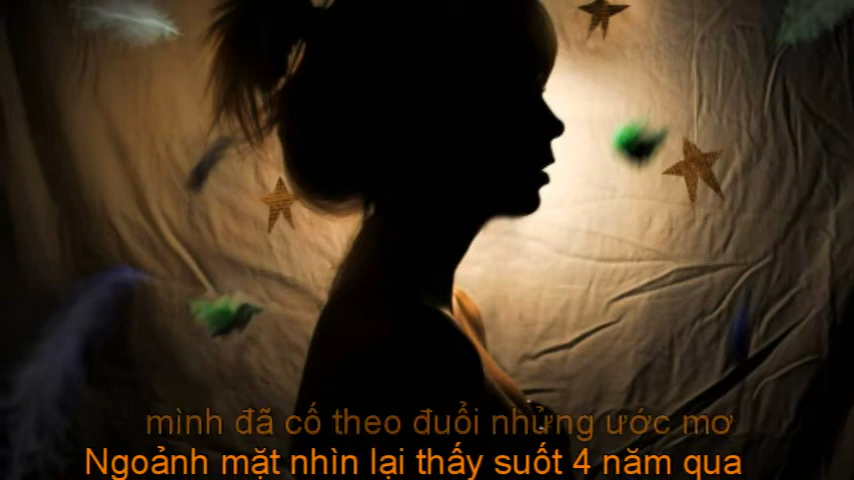 mình đã cố theo đuổi những ước mơ
Ngoảnh mặt nhìn lại thấy suốt 4 năm qua